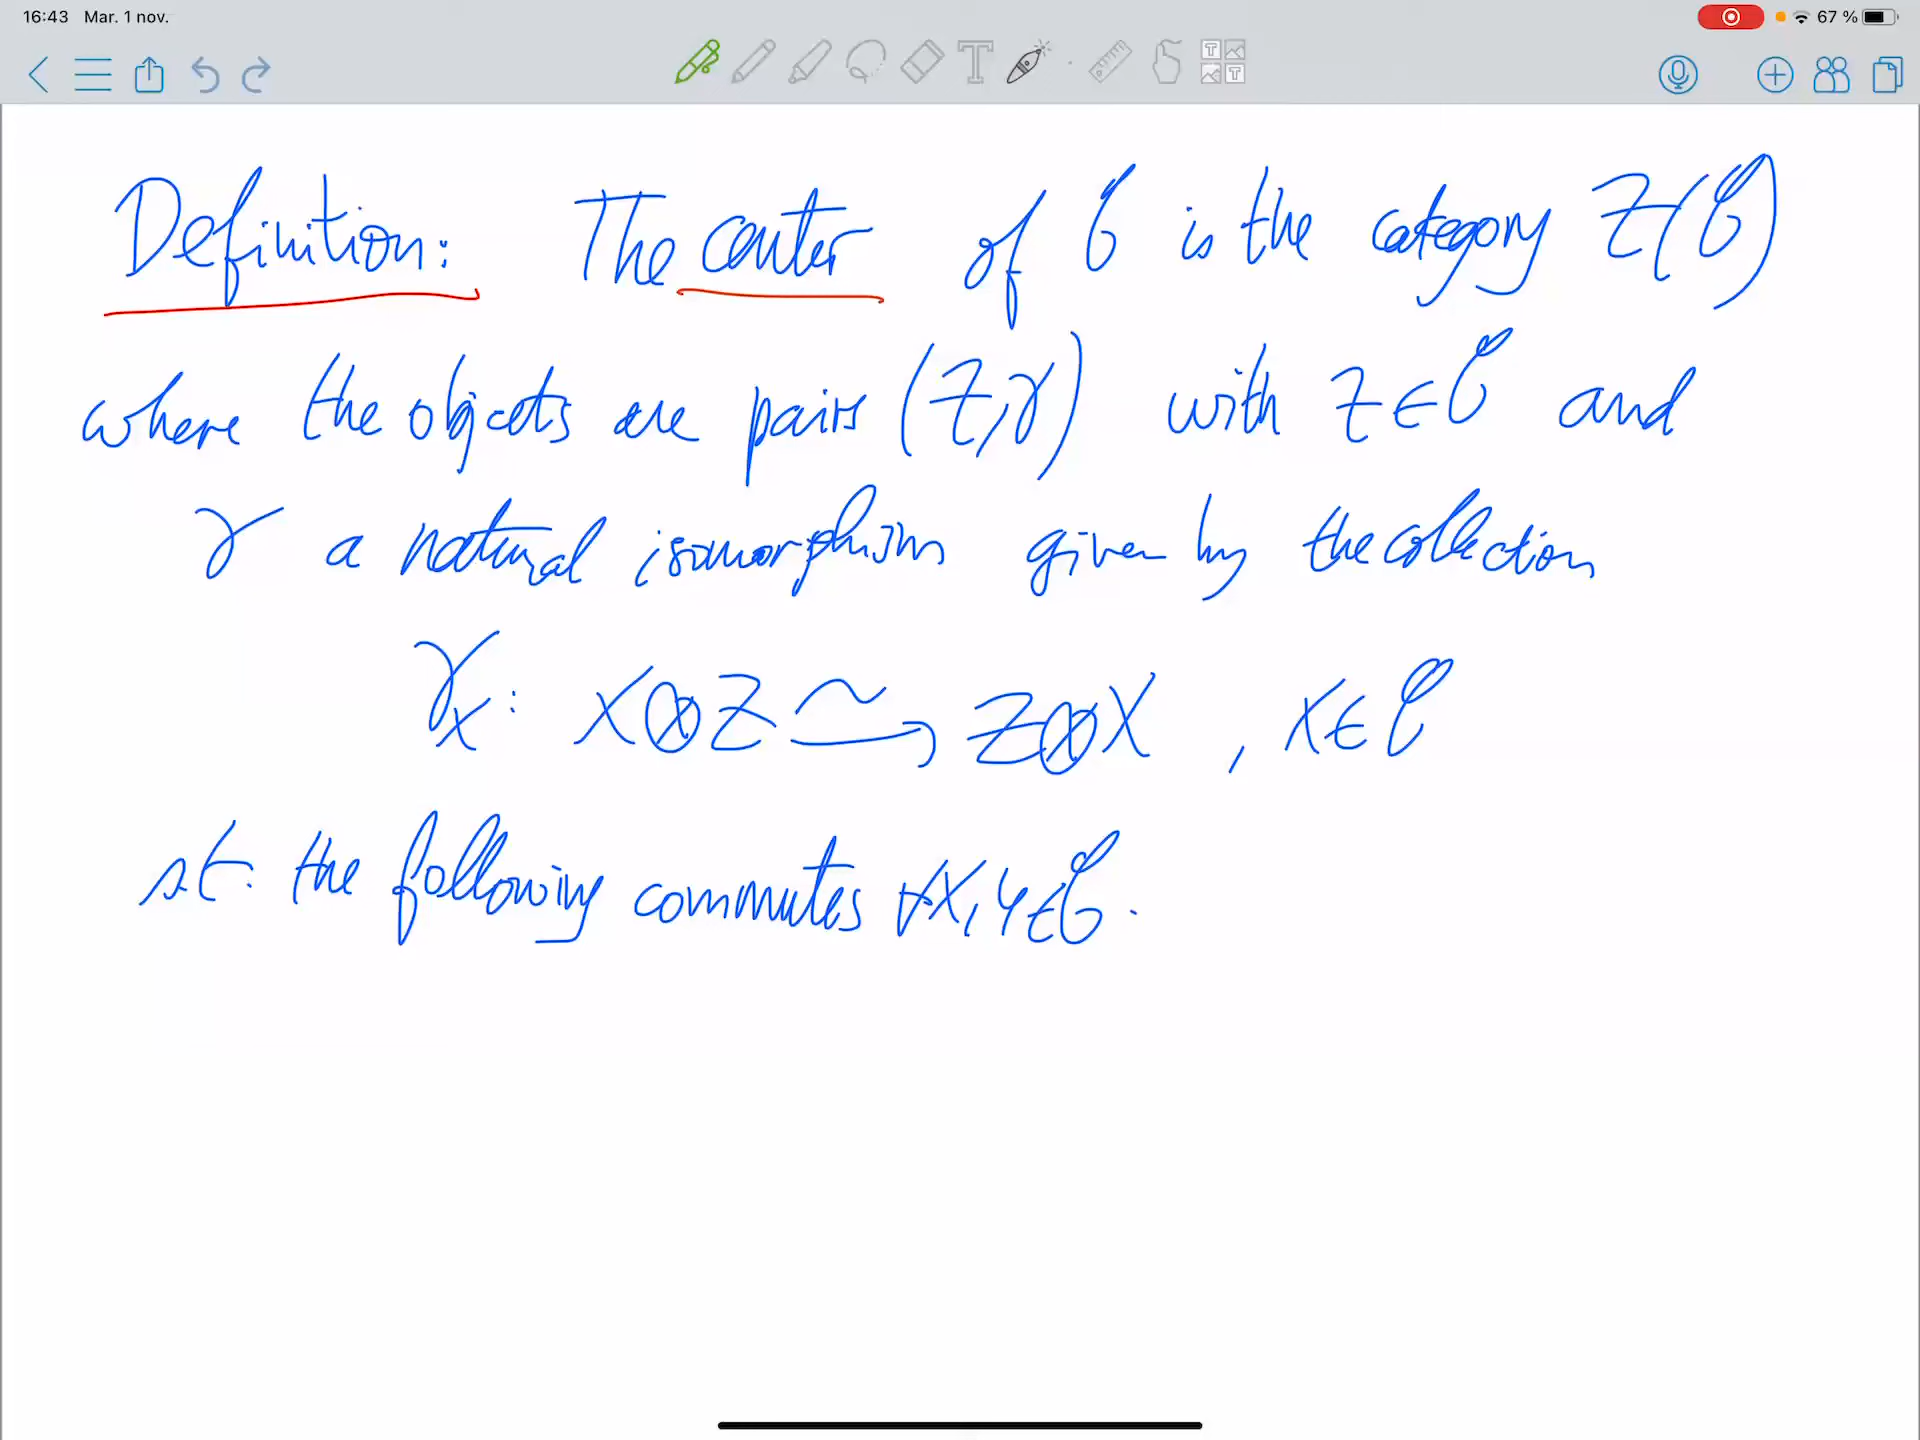 16:43 Mar. 1 nov. 67 %
Definition: The center of 𝒞 is the category Z(𝒞)
where the objects are pairs (Z,γ) with Z∈𝒞 and
γ a natural isomorphism given by the collection
γ_X : X⊗Z ⥲ Z⊗X , X∈𝒞
s.t. the following commutes ∀X,Y∈𝒞.